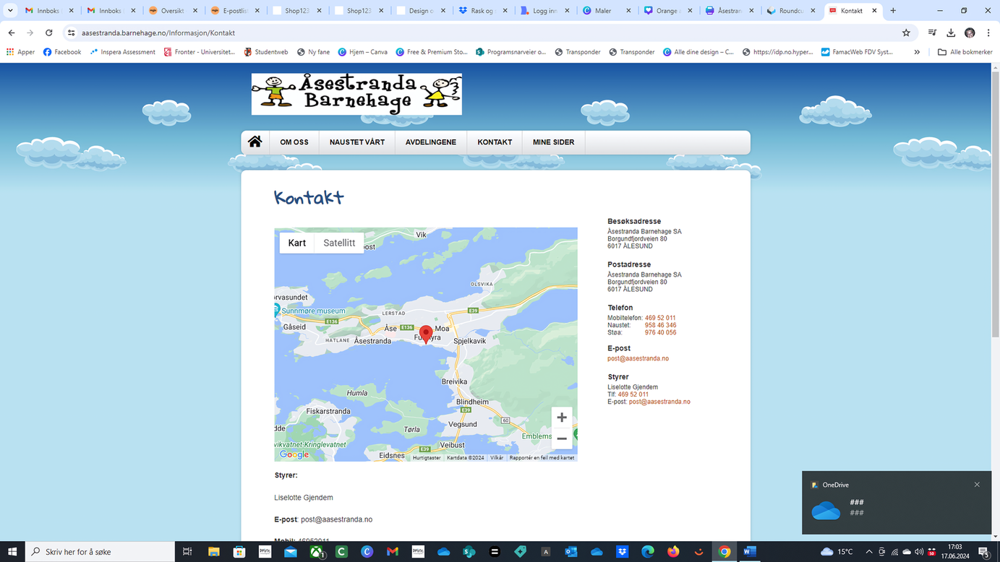 Innboks
Innboks
Oversikt
E-postlist
Shop123
Shop123
Design o
Rask og
Logg inn
Maler
Orange
Åsestran
Roundcu
Kontakt
aasestranda.barnehage.no/Informasjon/Kontakt
Apper
Facebook
Inspera Assessment
Fronter - Universitet...
Studentweb
Ny fane
Hjem – Canva
Free & Premium Sto...
Programsnarveier o...
Transponder
Transponder
Alle dine design – C...
https://idp.no.hyper...
FamacWeb FDV Syst...
Alle bokmerker
Åsestranda
Barnehage
OM OSS
NAUSTET VÅRT
AVDELINGENE
KONTAKT
MINE SIDER
Kontakt
Kart
Satellitt
Vik
post
OLSVIKA
orvasundet
Sunnmøre museum
E136
E39
LERSTAD
Gåseid
Åse
E136
Moa
HATLANE
Åsestranda
Spjelkavik
Breivika
Humla
Blindheim
Fiskarstranda
E39
60
Vegsund
Tørla
Emblems
dde
vikvatnet-Kringlevatnet
Veibust
E39
Eidsnes
Google
Hurtigtaster
Kartdata ©2024
Vilkår
Rapportér en feil med kartet
Besøksadresse
Åsestranda Barnehage SA
Borgundfjordveien 80
6017 ÅLESUND
Postadresse
Åsestranda Barnehage SA
Borgundfjordveien 80
6017 ÅLESUND
Telefon
Mobiltelefon: 469 52 011
Naustet: 958 46 346
Støa: 976 40 056
E-post
post@aasestranda.no
Styrer
Liselotte Gjendem
Tlf: 469 52 011
E-post: post@aasestranda.no
Styrer:
Liselotte Gjendem
E-post: post@aasestranda.no
Mobil: 46952011
OneDrive
###
###
Skriv her for å søke
15°C
17:03
17.06.2024